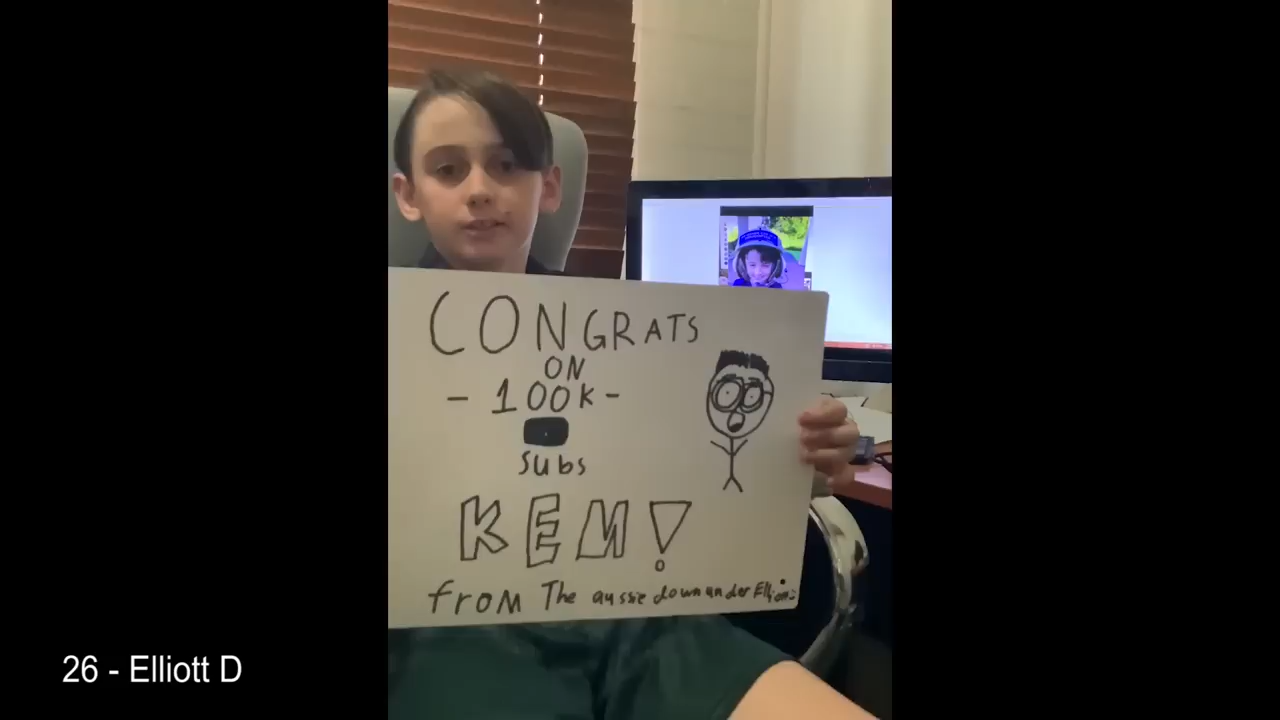 CONGRATS
ON
- 100K -
Subs
KEM!
from The aussie down under
26 - Elliott D